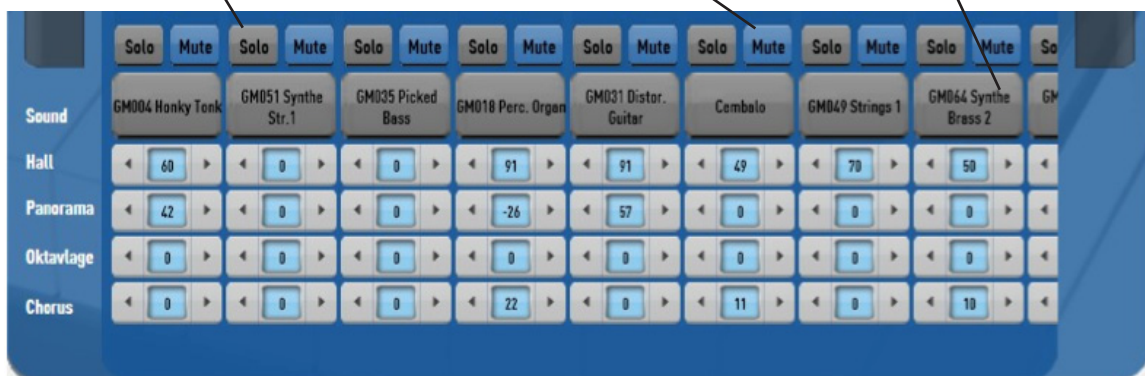 Solo Mute Solo Mute Solo Mute Solo Mute Solo Mute Solo Mute Solo Mute Solo Mute So
Sound GM004 Honky Tonk GM051 Synthe Str.1 GM035 Picked Bass GM018 Perc. Organ GM031 Distor. Guitar Cembalo GM049 Strings 1 GM064 Synthe Brass 2 GM
Hall 60 0 0 91 91 49 70 50
Panorama 42 0 0 -26 57 0 0 0
Oktavlage 0 0 0 0 0 0 0 0
Chorus 0 0 0 22 0 11 0 10